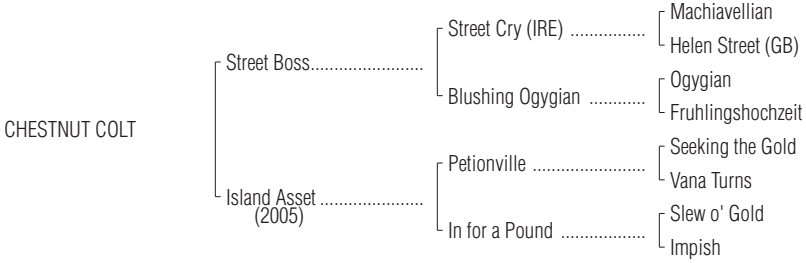 Machiavellian
Street Cry (IRE) ................
Helen Street (GB)
Street Boss........................
Ogygian
Blushing Ogygian ............
Fruhlingshochzeit
CHESTNUT COLT
Seeking the Gold
Petionville ........................
Vana Turns
Island Asset ......................
(2005)
Slew o' Gold
In for a Pound ..................
Impish